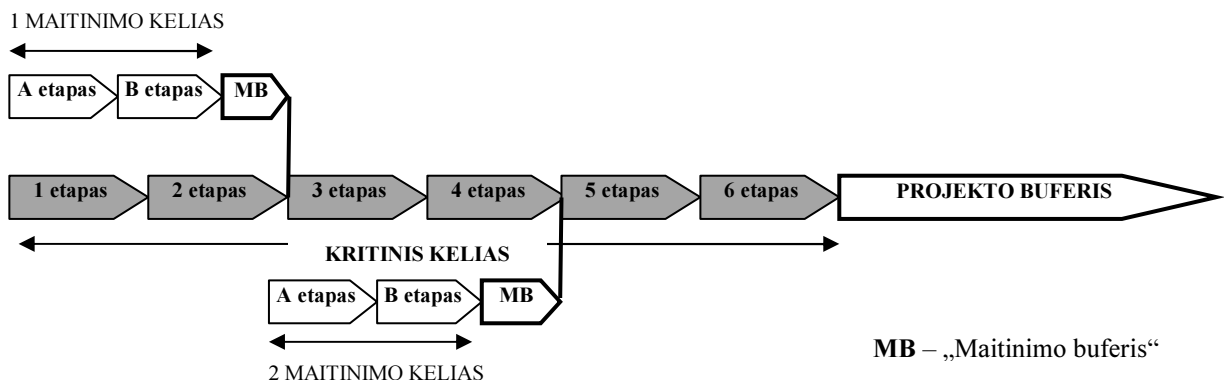 1 MAITINIMO KELIAS
A etapas B etapas MB
1 etapas 2 etapas 3 etapas 4 etapas 5 etapas 6 etapas PROJEKTO BUFERIS
KRITINIS KELIAS
A etapas B etapas MB
MB – „Maitinimo buferis“
2 MAITINIMO KELIAS